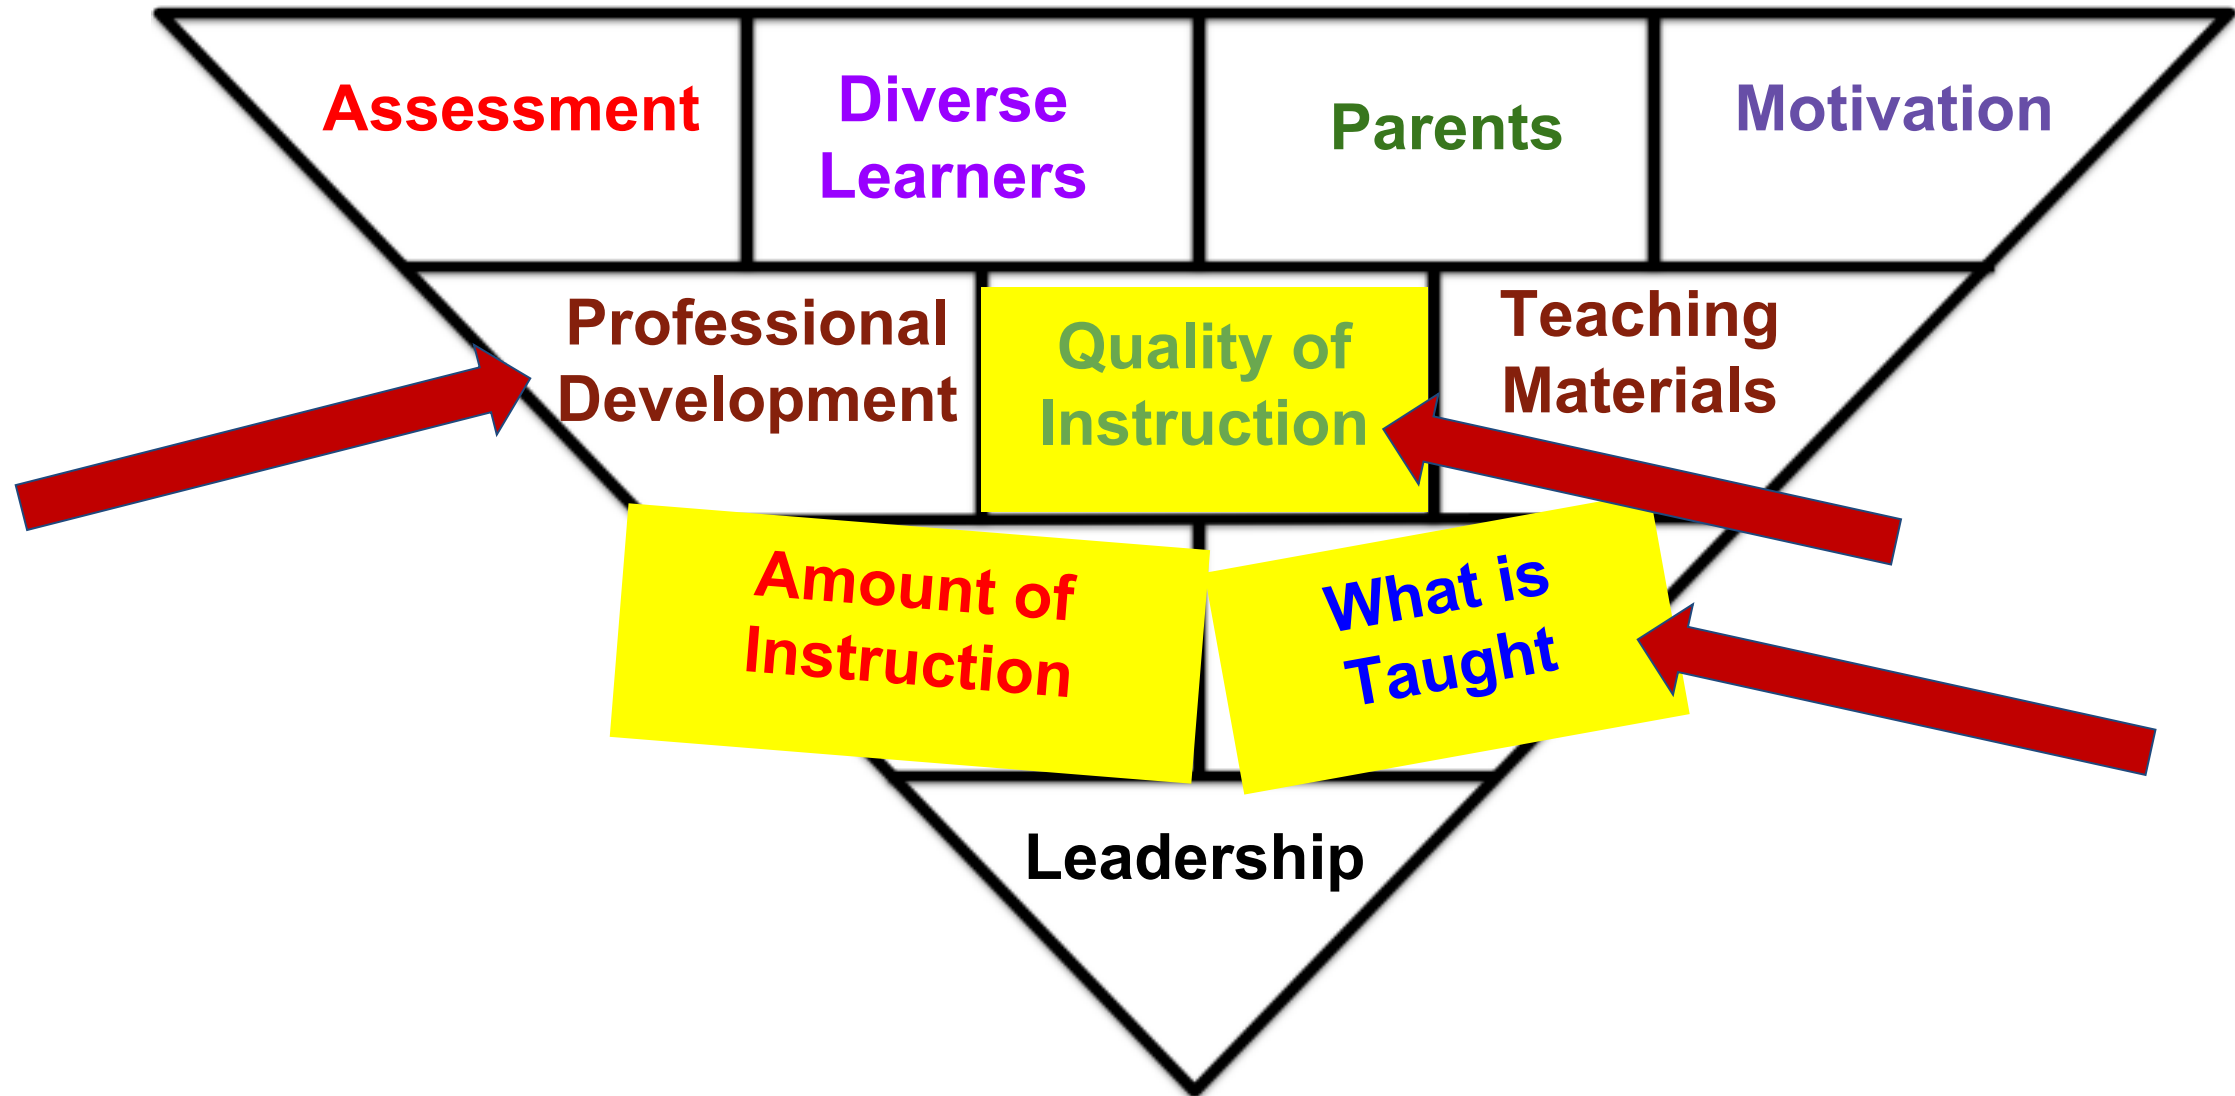 Assessment
Diverse
Learners
Parents
Motivation
Professional
Development
Quality of
Instruction
Teaching
Materials
Amount of
Instruction
What is
Taught
Leadership